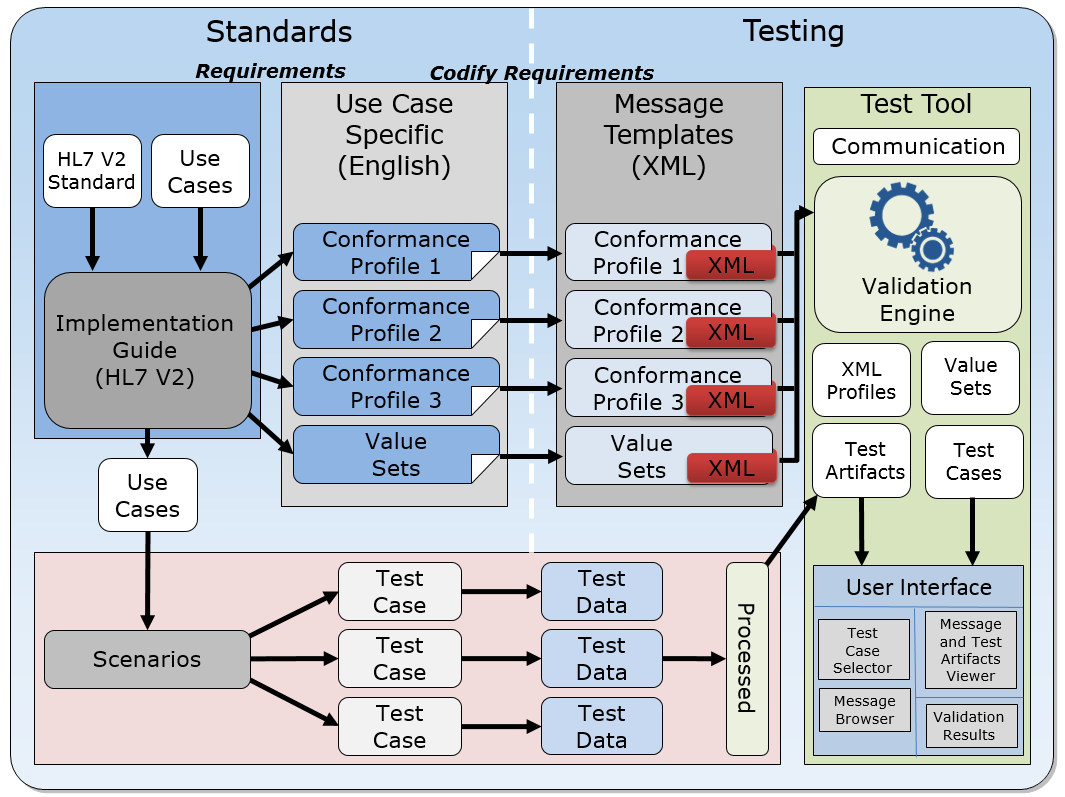 Standards
Testing
Requirements
Codify Requirements
HL7 V2
Standard
Use
Cases
Implementation
Guide
(HL7 V2)
Use
Cases
Use Case
Specific
(English)
Conformance
Profile 1
Conformance
Profile 2
Conformance
Profile 3
Value
Sets
Message
Templates
(XML)
Conformance
Profile 1
XML
Conformance
Profile 2
XML
Conformance
Profile 3
XML
Value
Sets
XML
Test Tool
Communication
Validation
Engine
XML
Profiles
Value
Sets
Test
Artifacts
Test
Cases
User Interface
Test
Case
Selector
Message
and Test
Artifacts
Viewer
Message
Browser
Validation
Results
Scenarios
Test
Case
Test
Data
Test
Case
Test
Data
Test
Case
Test
Data
Processed